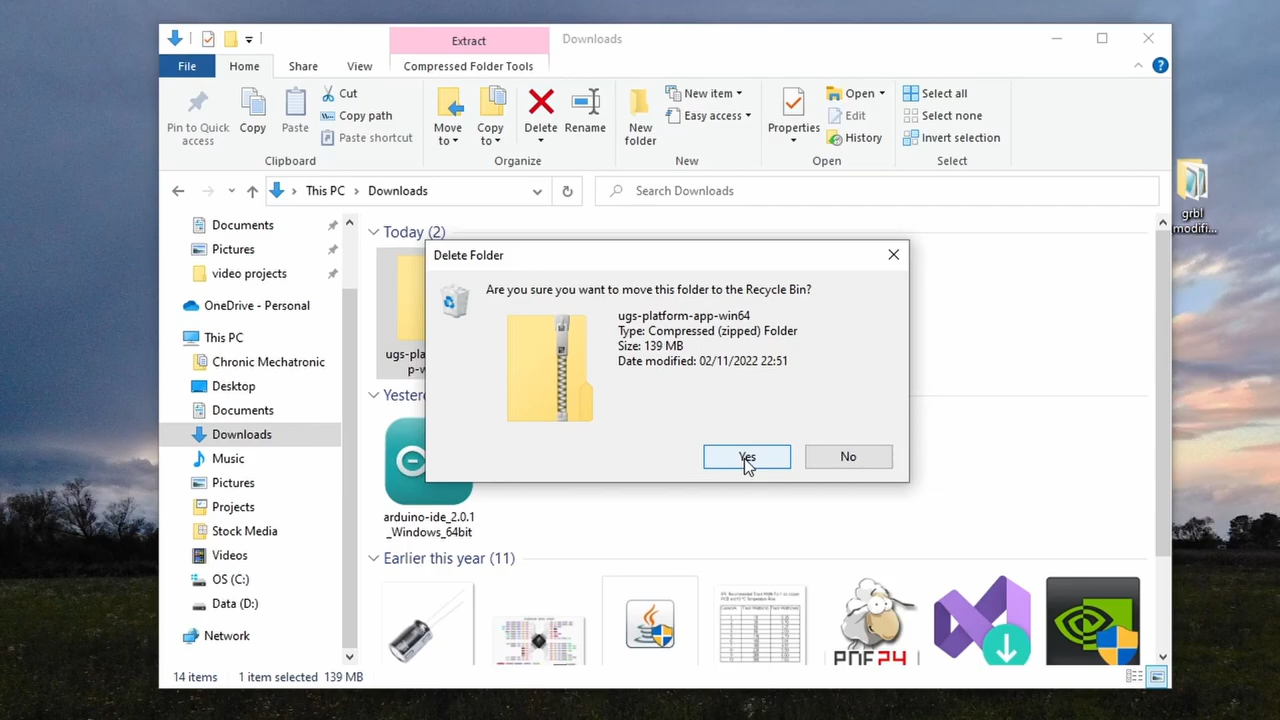 Extract
Downloads
File
Home
Share
View
Compressed Folder Tools
Pin to Quick
access
Copy
Paste
Cut
Copy path
Paste shortcut
Clipboard
Move
to
Copy
to
Delete
Rename
Organize
New
folder
New item
Easy access
New
Properties
Open
Edit
History
Open
Select all
Select none
Invert selection
Select
This PC
Downloads
Search Downloads
Documents
Pictures
video projects
OneDrive - Personal
This PC
Chronic Mechatronic
Desktop
Documents
Downloads
Music
Pictures
Projects
Stock Media
Videos
OS (C:)
Data (D:)
Network
Today (2)
ugs-pla
p-w
Yester
arduino-ide_2.0.1
_Windows_64bit
Earlier this year (11)
PDF24
Delete Folder
Are you sure you want to move this folder to the Recycle Bin?
ugs-platform-app-win64
Type: Compressed (zipped) Folder
Size: 139 MB
Date modified: 02/11/2022 22:51
Yes
No
14 items
1 item selected
139 MB
grbl
modifi...